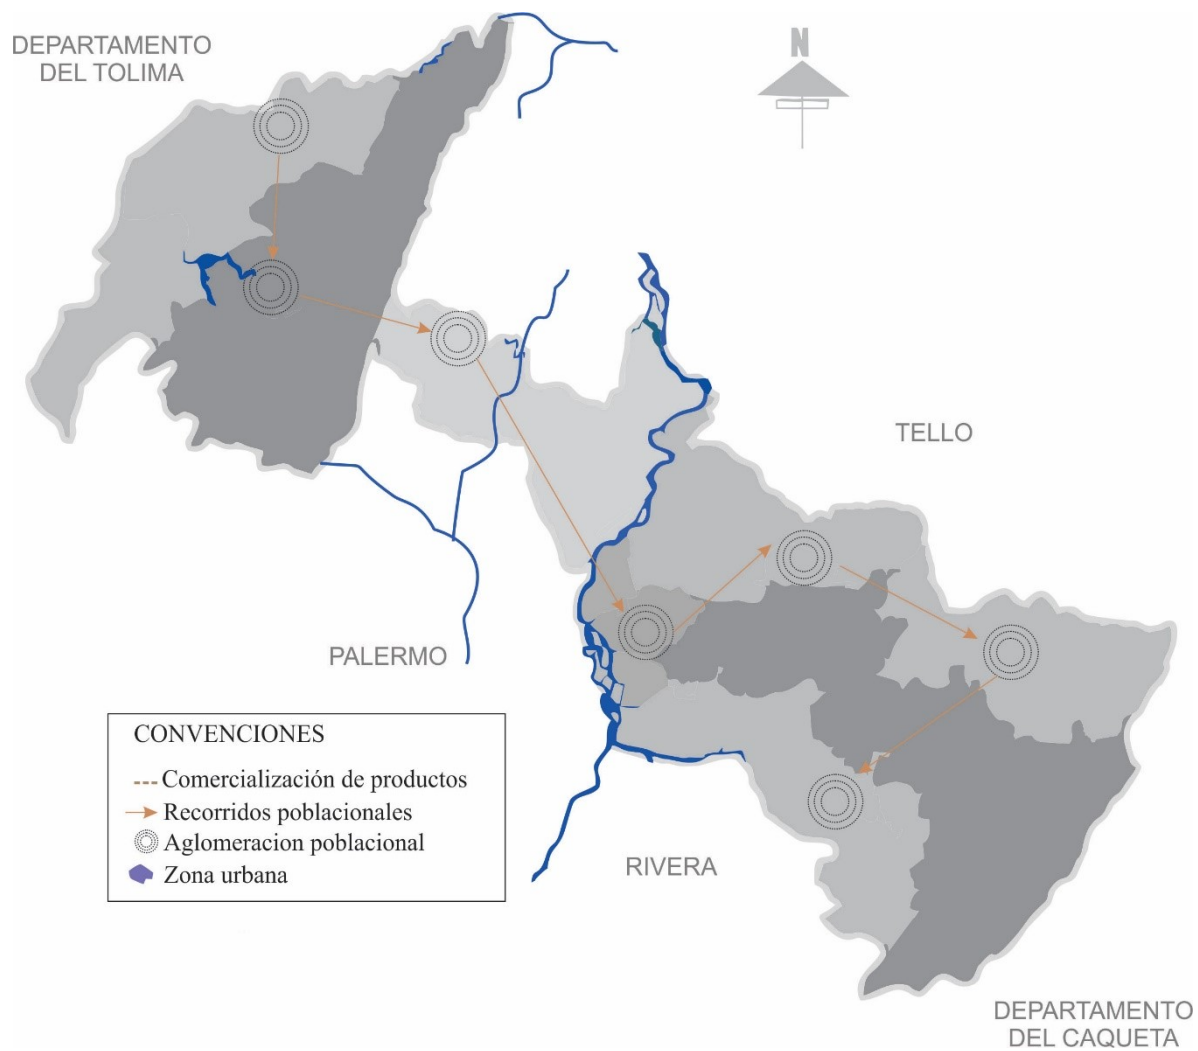 DEPARTAMENTO
DEL TOLIMA
N
TELLO
PALERMO
CONVENCIONES
Comercialización de productos
Recorridos poblacionales
Aglomeracion poblacional
Zona urbana
RIVERA
DEPARTAMENTO
DEL CAQUETA